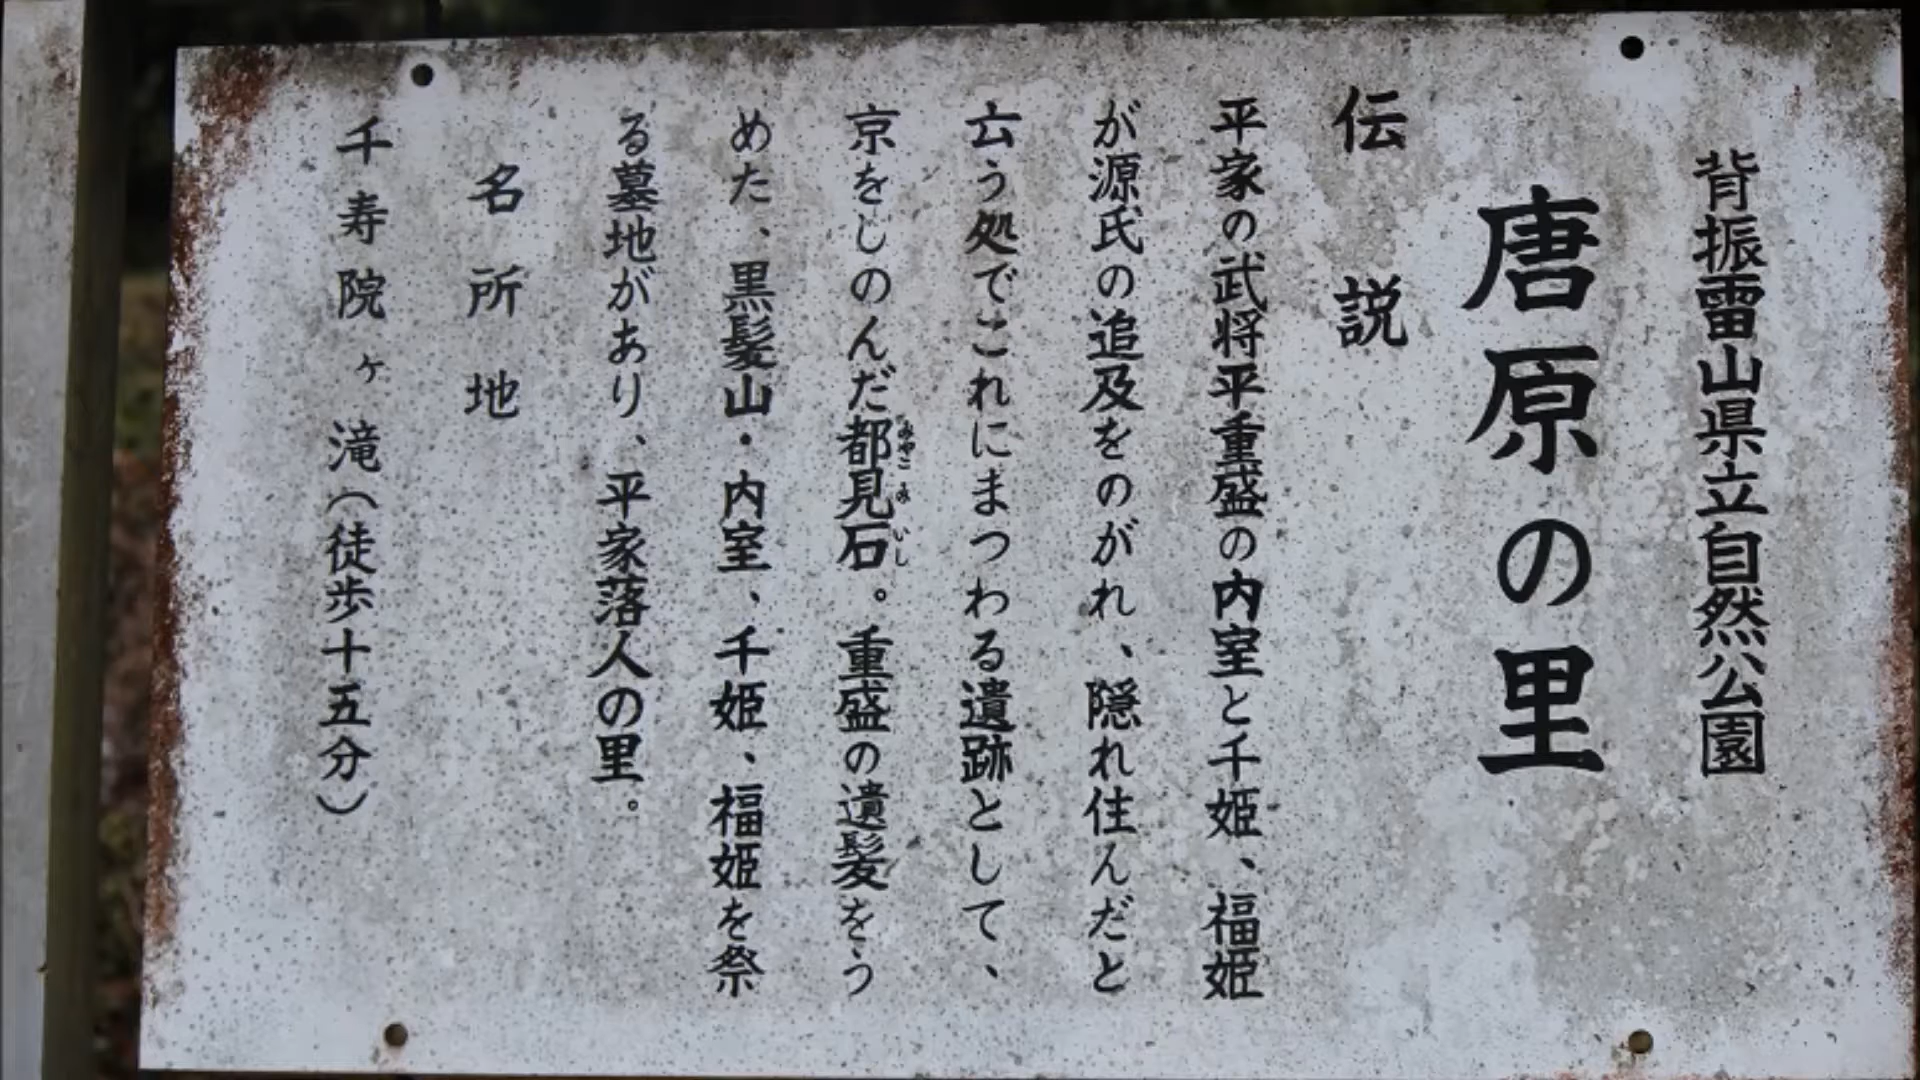 背振雷山県立自然公園
唐原の里
伝説
平家の武将平重盛の内室と千姫、福姫
が源氏の追及をのがれ、隠れ住んだと
云う処でこれにまつわる遺跡として、
京をしのんだ都見石。重盛の遺髪をう
みやこみいし
めた、黒髪山・内室、千姫、福姫を祭
る墓地があり、平家落人の里。
名所地
千寿院ヶ滝(徒歩十五分)